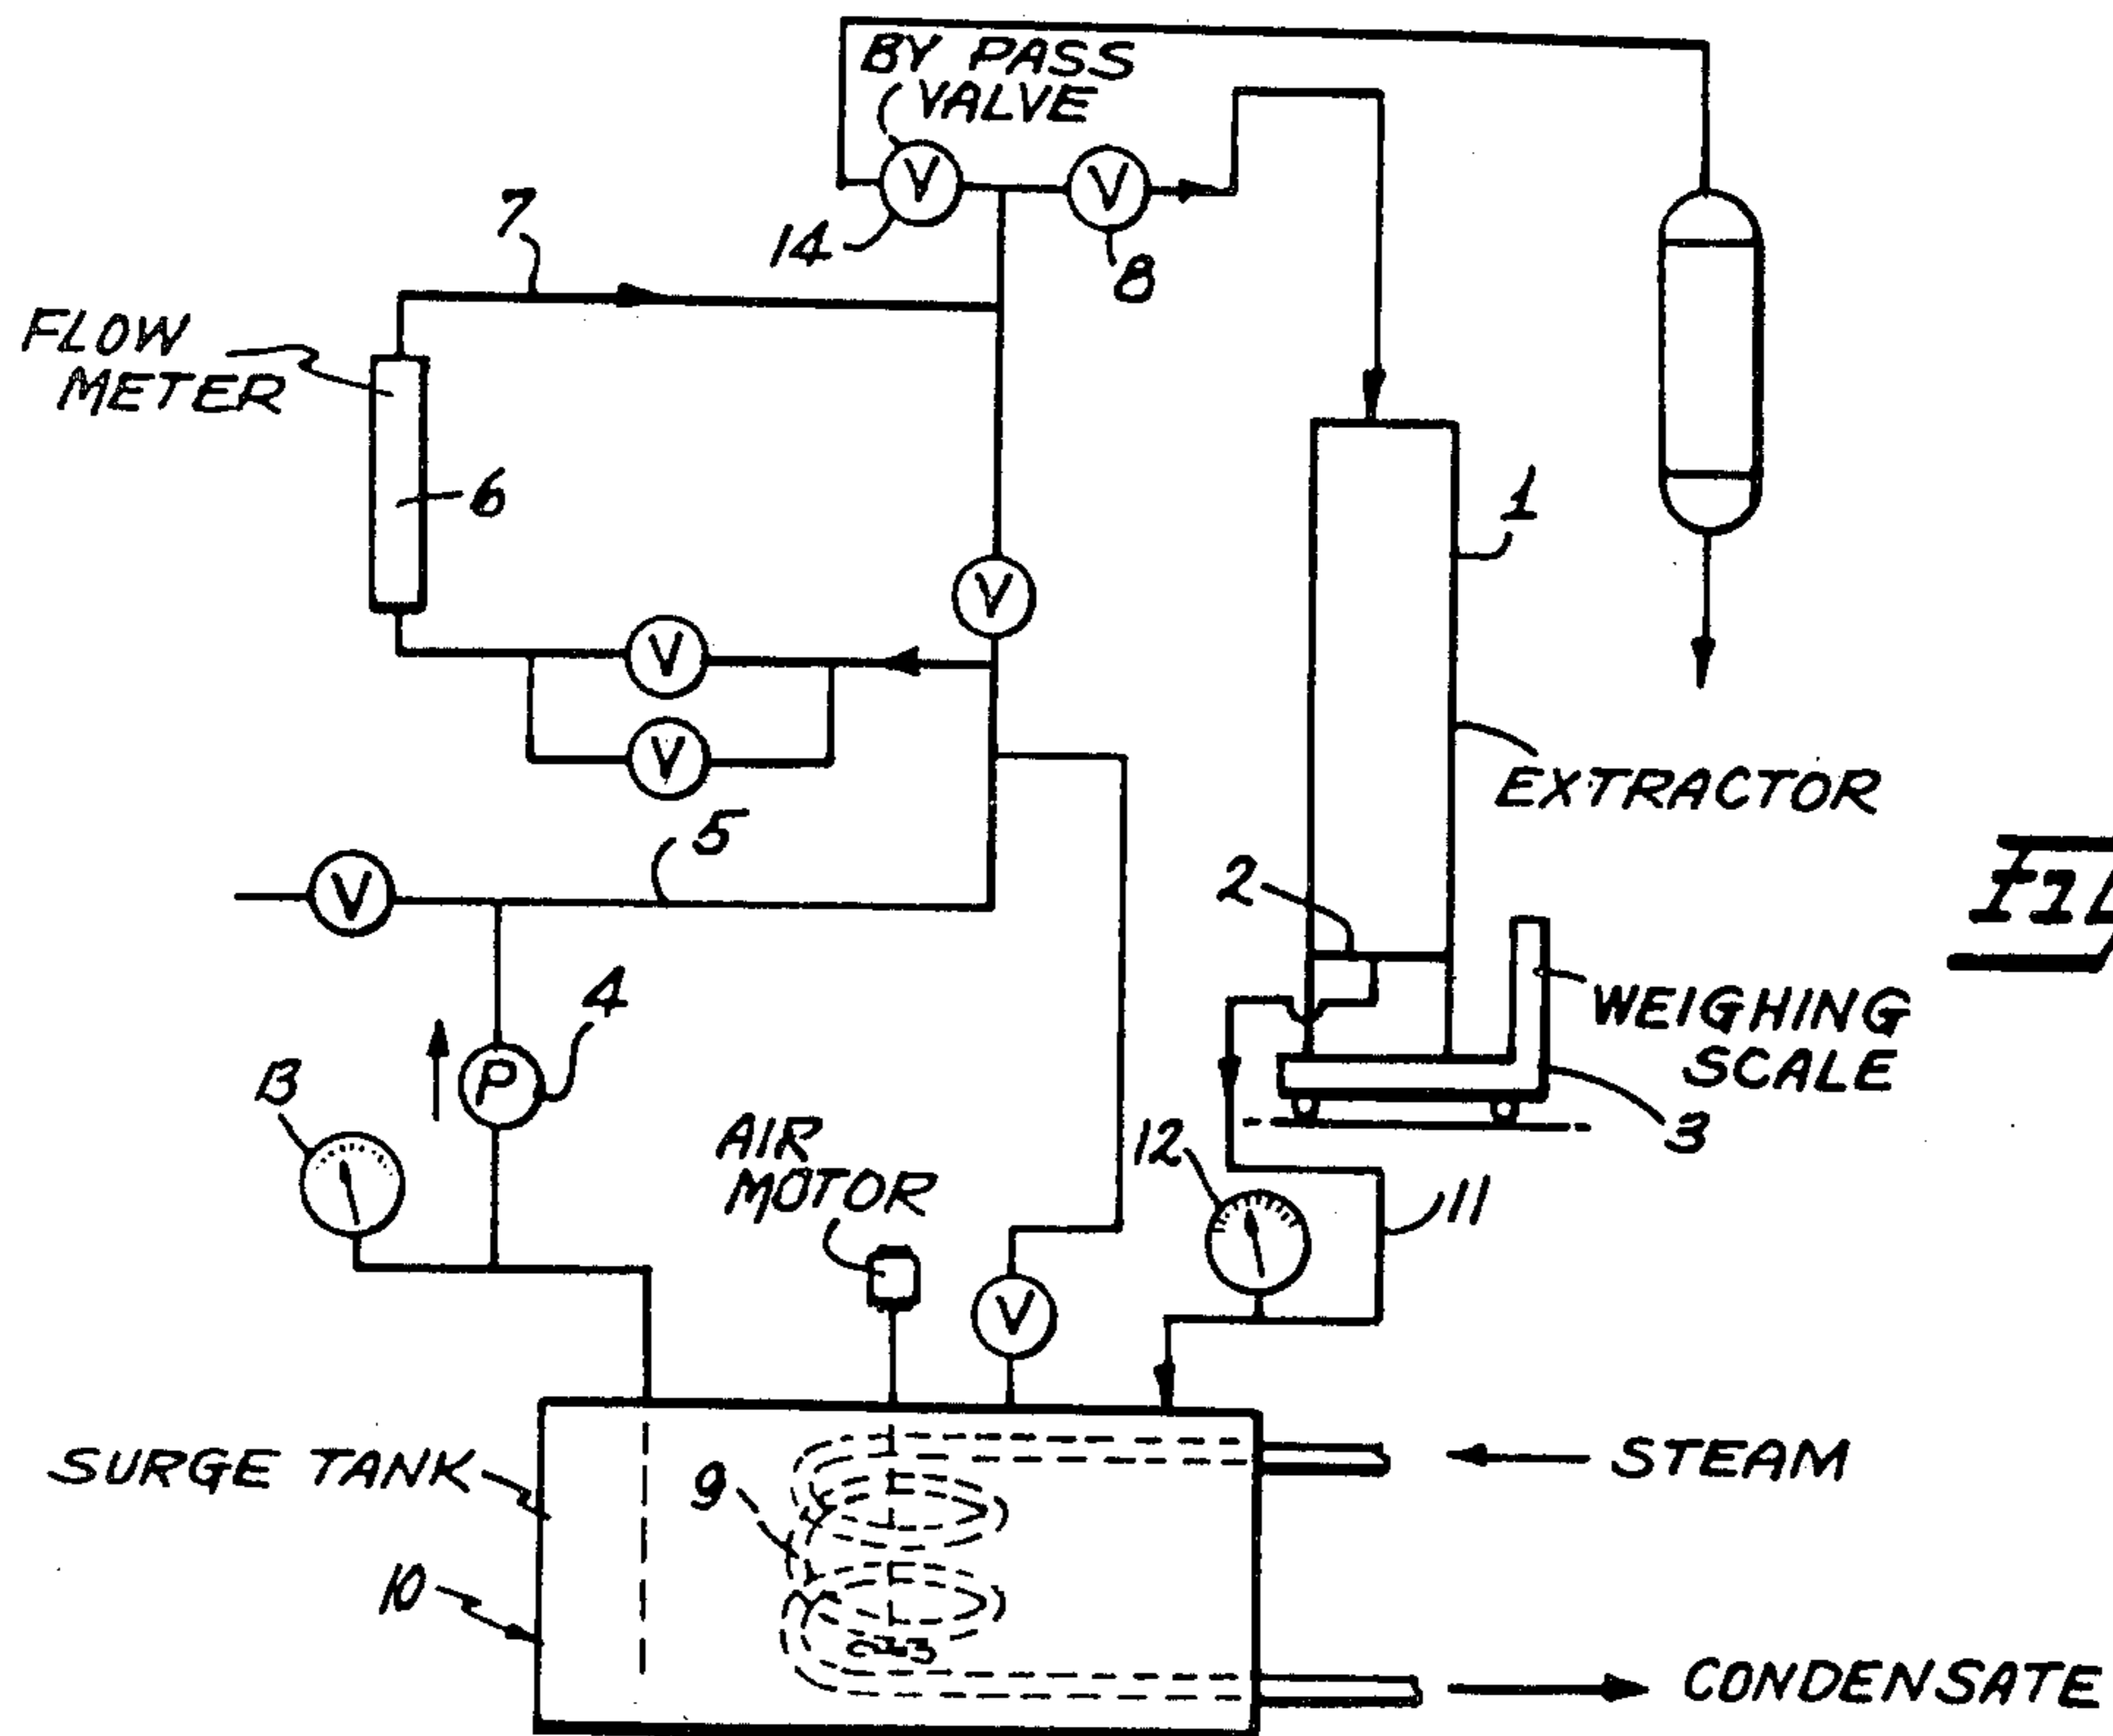 BY PASS
VALVE
V
V
7
14
8
FLOW
METER
6
1
V
V
V
EXTRACTOR
5
2
V
4
WEIGHING
SCALE
3
P
13
AIR
MOTOR
12
11
V
SURGE TANK
9
STEAM
10
CONDENSATE